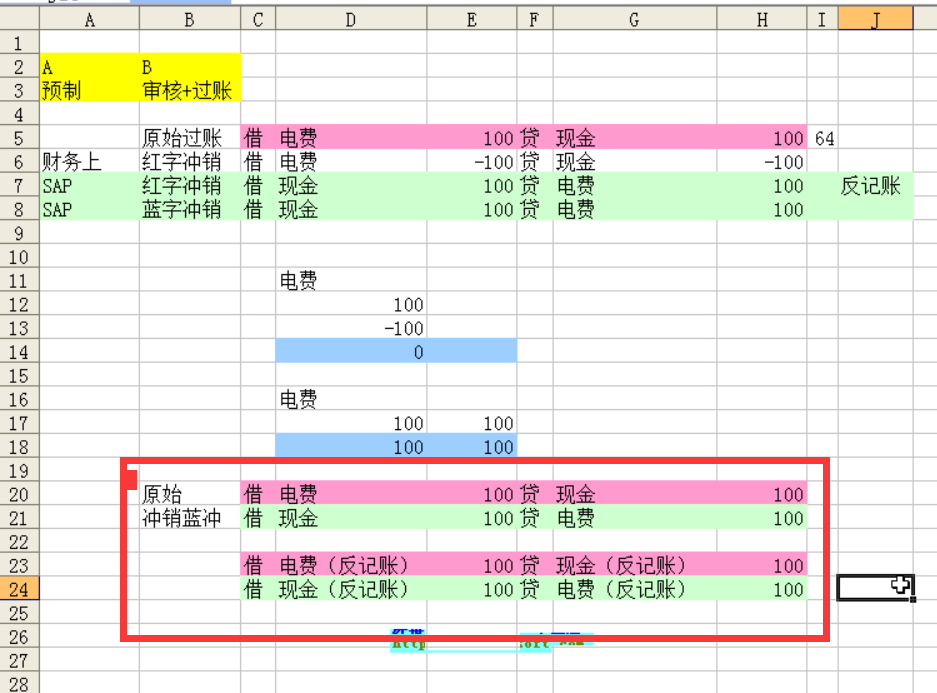 A B C D E F G H I J
1
2 A B
3 预制 审核+过账
4
5 原始过账 借 电费 100 贷 现金 100 64
6 财务上 红字冲销 借 电费 -100 贷 现金 -100
7 SAP 红字冲销 借 现金 100 贷 电费 100 反记账
8 SAP 蓝字冲销 借 现金 100 贷 电费 100
9
10
11 电费
12 100
13 -100
14 0
15
16 电费
17 100 100
18 100 100
19
20 原始 借 电费 100 贷 现金 100
21 冲销蓝冲 借 现金 100 贷 电费 100
22
23 借 电费（反记账） 100 贷 现金（反记账） 100
24 借 现金（反记账） 100 贷 电费（反记账） 100
25
26
27
28